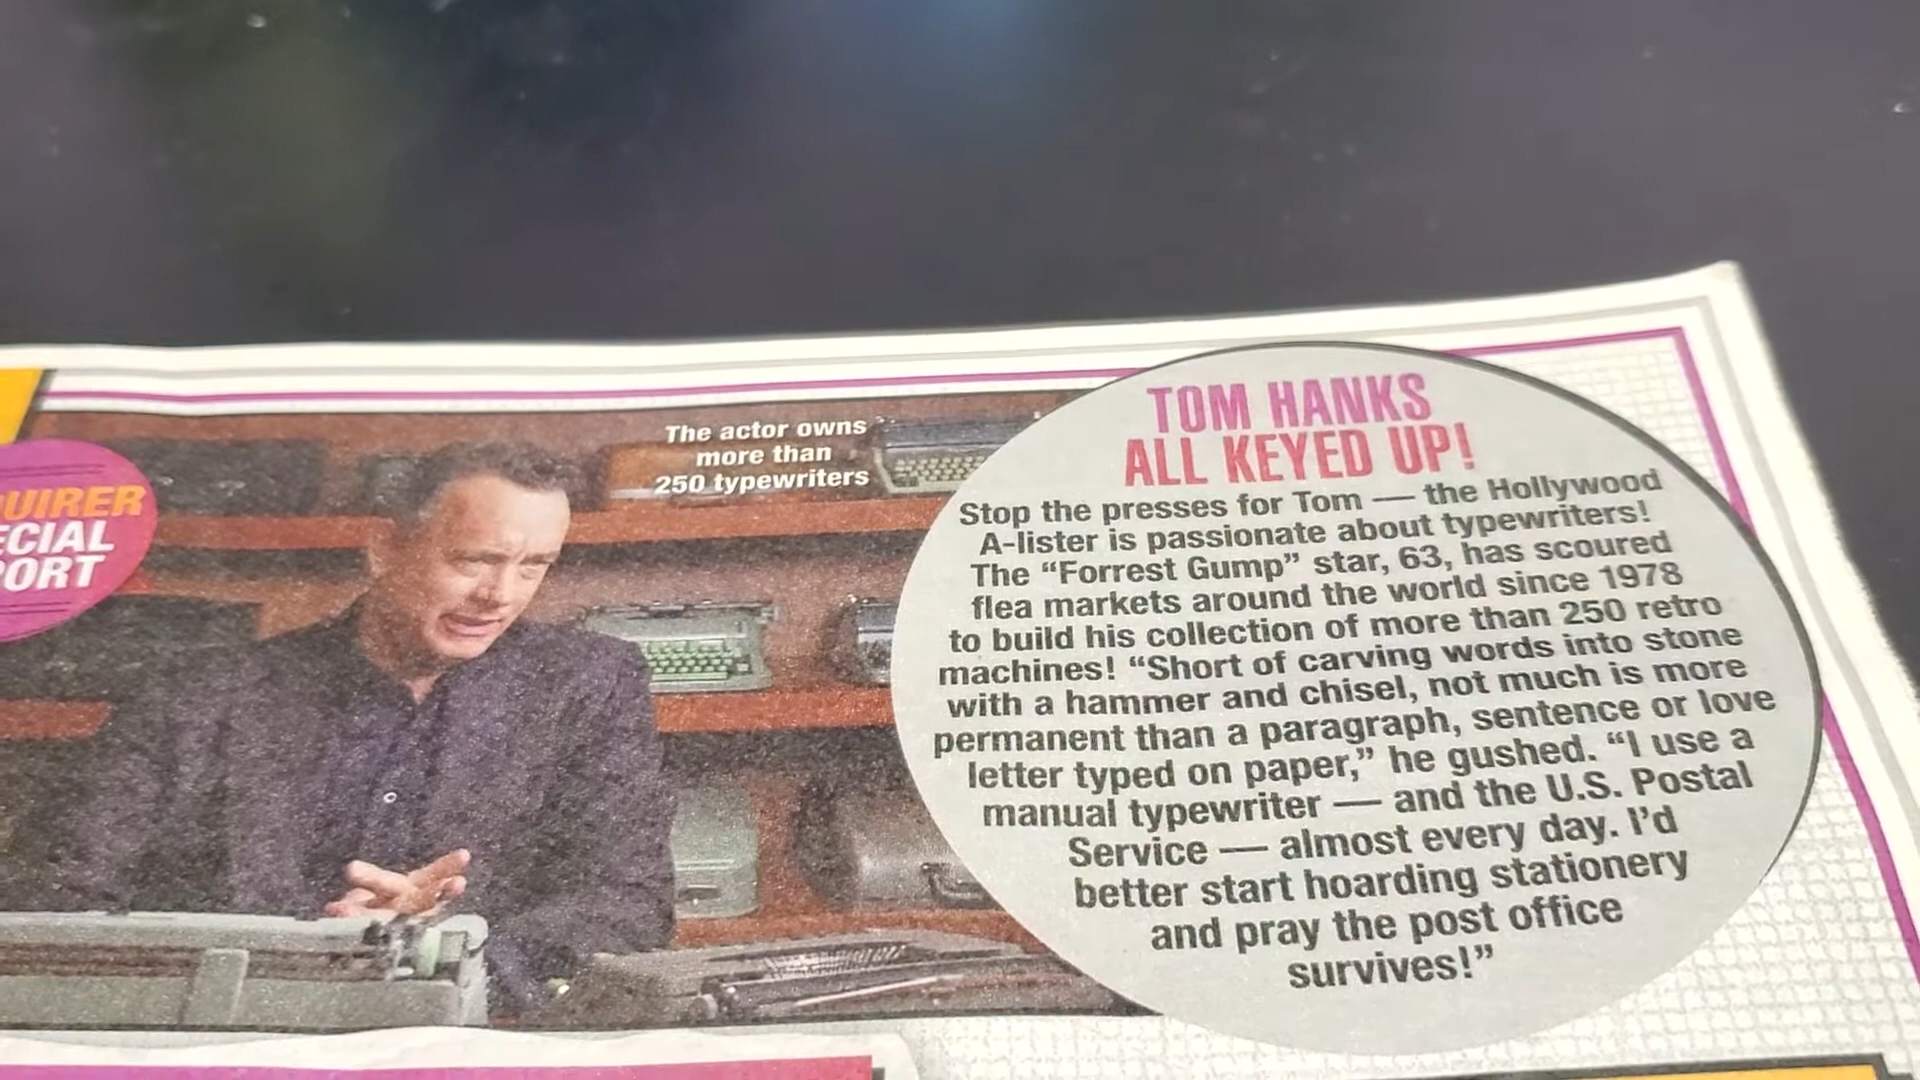 The actor owns
more than
250 typewriters
UIRER
ECIAL
ORT
TOM HANKS
ALL KEYED UP!
Stop the presses for Tom — the Hollywood
A-lister is passionate about typewriters!
The “Forrest Gump” star, 63, has scoured
flea markets around the world since 1978
to build his collection of more than 250 retro
machines! “Short of carving words into stone
with a hammer and chisel, not much is more
permanent than a paragraph, sentence or love
letter typed on paper,” he gushed. “I use a
manual typewriter — and the U.S. Postal
Service — almost every day. I’d
better start hoarding stationery
and pray the post office
survives!”